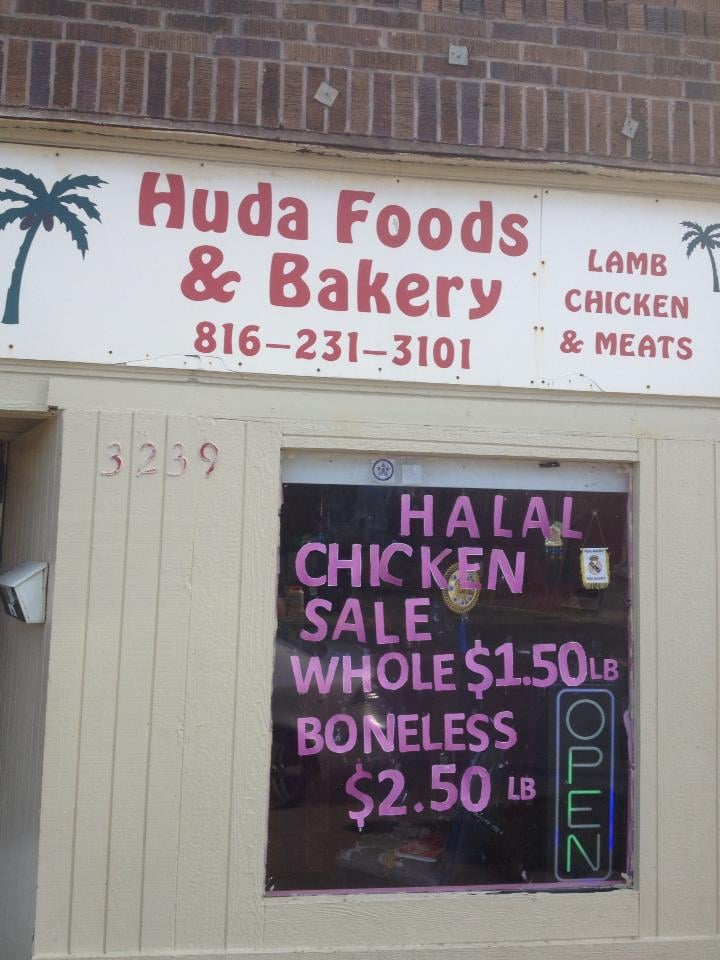 Huda Foods
& Bakery
816-231-3101
LAMB
CHICKEN
& MEATS
3239
HALAL
CHICKEN
SALE
WHOLE $1.50 LB
BONELESS
$2.50 LB
OPEN